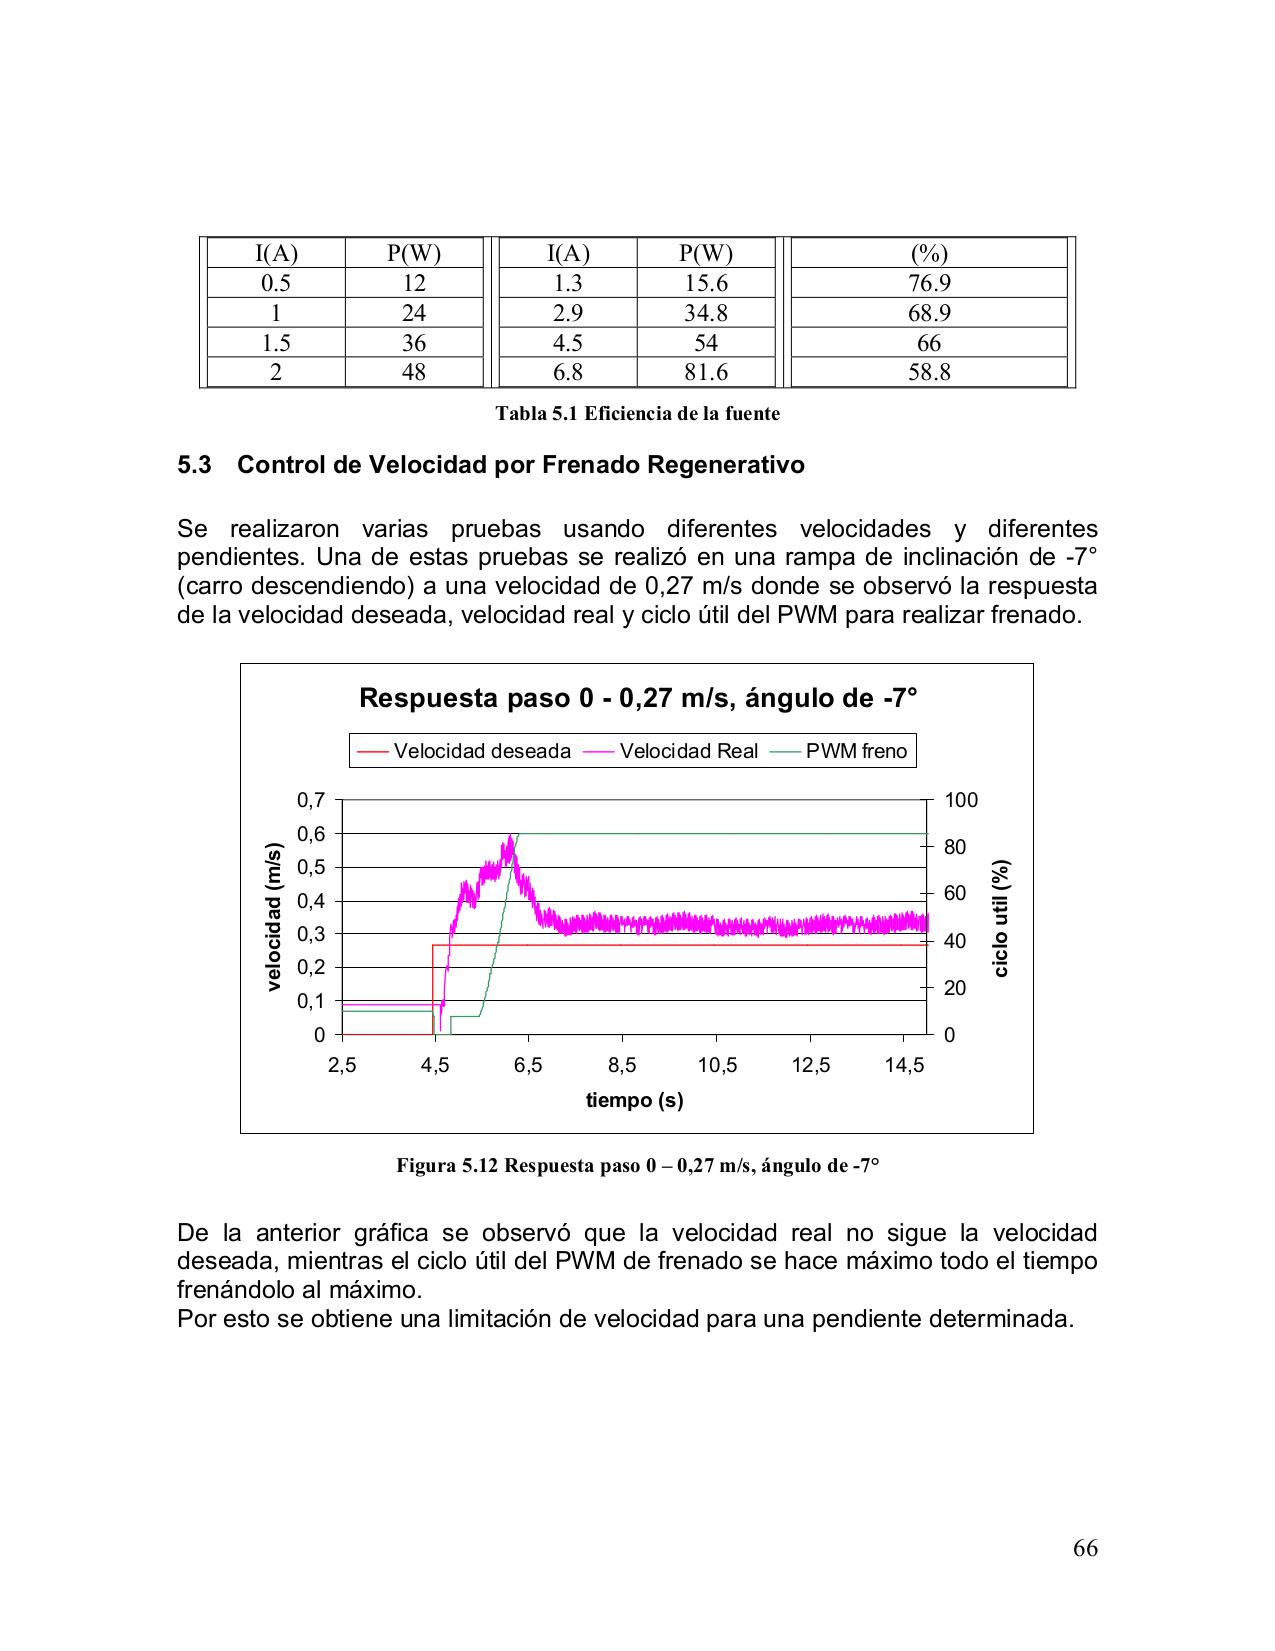 I(A) P(W) I(A) P(W) (%)
0.5 12 1.3 15.6 76.9
1 24 2.9 34.8 68.9
1.5 36 4.5 54 66
2 48 6.8 81.6 58.8
Tabla 5.1 Eficiencia de la fuente
5.3 Control de Velocidad por Frenado Regenerativo
Se realizaron varias pruebas usando diferentes velocidades y diferentes
pendientes. Una de estas pruebas se realizó en una rampa de inclinación de -7°
(carro descendiendo) a una velocidad de 0,27 m/s donde se observó la respuesta
de la velocidad deseada, velocidad real y ciclo útil del PWM para realizar frenado.
Respuesta paso 0 - 0,27 m/s, ángulo de -7°
Velocidad deseada Velocidad Real PWM freno
velocidad (m/s)
0,7
0,6
0,5
0,4
0,3
0,2
0,1
0
100
80
60
40
20
0
ciclo util (%)
2,5 4,5 6,5 8,5 10,5 12,5 14,5
tiempo (s)
Figura 5.12 Respuesta paso 0 – 0,27 m/s, ángulo de -7°
De la anterior gráfica se observó que la velocidad real no sigue la velocidad
deseada, mientras el ciclo útil del PWM de frenado se hace máximo todo el tiempo
frenándolo al máximo.
Por esto se obtiene una limitación de velocidad para una pendiente determinada.
66